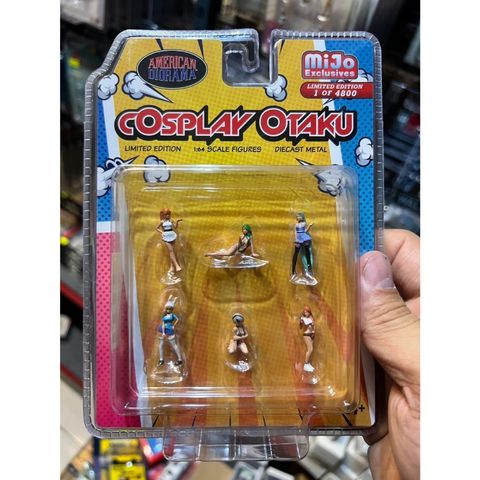 AMERICAN
DIORAMA
MiJo
Exclusives
LIMITED EDITION
1 OF 4800
COSPLAY OTAKU
LIMITED EDITION 1:64 SCALE FIGURES DIECAST METAL